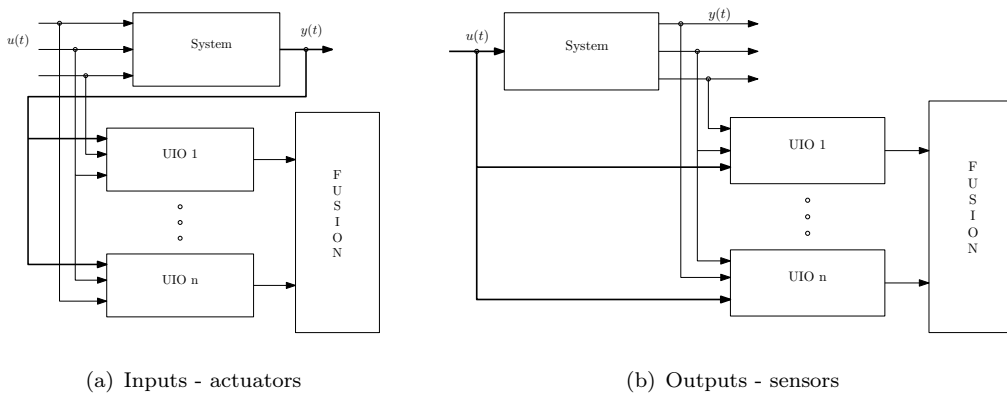 u(t)
System
y(t)
UIO 1
UIO n
F
U
S
I
O
N
(a) Inputs - actuators
u(t)
System
y(t)
UIO 1
UIO n
F
U
S
I
O
N
(b) Outputs - sensors